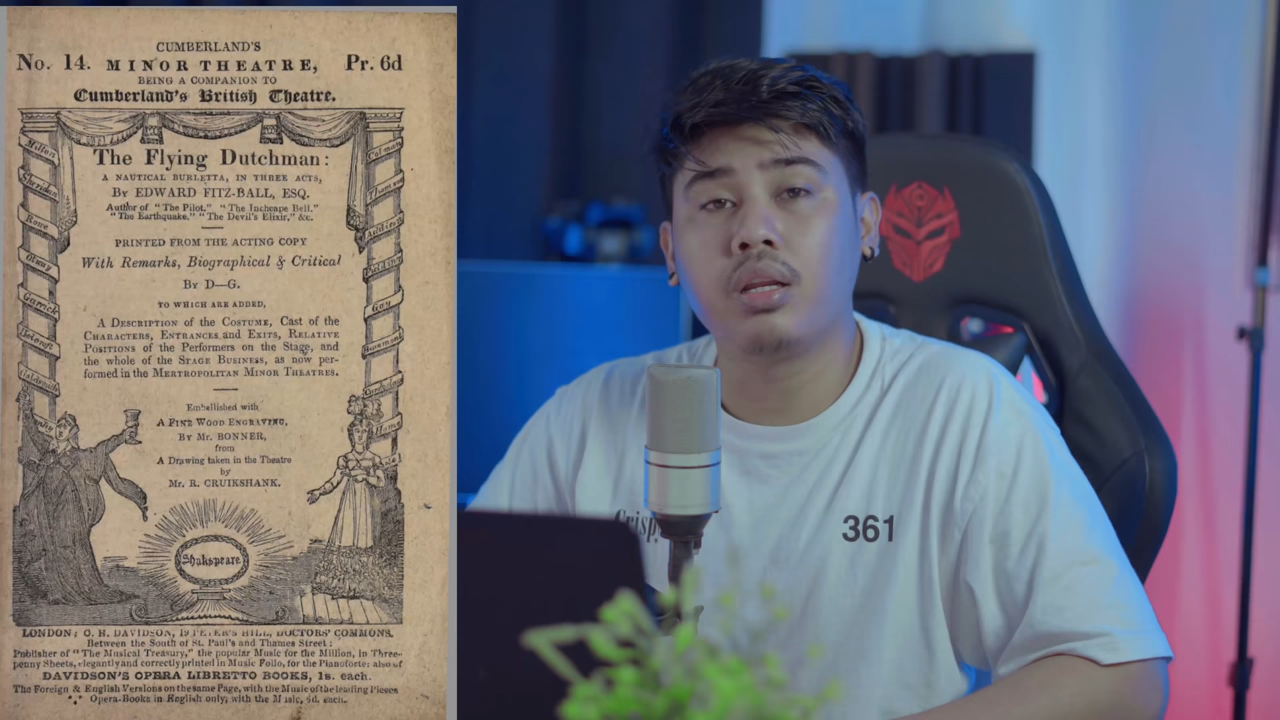 CUMBERLAND'S
No. 14. MINOR THEATRE, Pr. 6d
BEING A COMPANION TO
Cumberland's British Theatre.
The Flying Dutchman:
A NAUTICAL BURLETTA, IN THREE ACTS,
By EDWARD FITZ-BALL, ESQ.
Author of "The Pilot," "The Inchcape Bell,"
"The Earthquake," "The Devil's Elixir," &c.
PRINTED FROM THE ACTING COPY
With Remarks, Biographical & Critical
By D—G.
TO WHICH ARE ADDED,
A DESCRIPTION of the COSTUME, Cast of the
CHARACTERS, ENTRANCES and EXITS, RELATIVE
POSITIONS of the Performers on the Stage, and
the whole of the STAGE BUSINESS, as now per-
formed in the MERTROPOLITAN MINOR THEATRES.
Embellished with
A FINE WOOD ENGRAVING,
By Mr. BONNER,
from
A Drawing taken in the Theatre
by
Mr. R. CRUIKSHANK.
Milton
Sheridan
Rowe
Otway
Garrick
Goldsmith
Colman
Gay
Shakspeare
LONDON: G. H. DAVIDSON, 19 PETER'S HILL, DOCTORS' COMMONS.
Between the South of St. Paul's and Thames Street:
Publisher of "The Musical Treasury," the popular Music for the Million, in Three-
penny Sheets, elegantly and correctly printed in Music Folio, for the Pianoforte: also of
DAVIDSON'S OPERA LIBRETTO BOOKS, 1s. each.
The Foreign & English Versions on the same Page, with the Music of the leading Pieces
*** Opera-Books in English only, with the Music, 4d. each.
Crisp
361